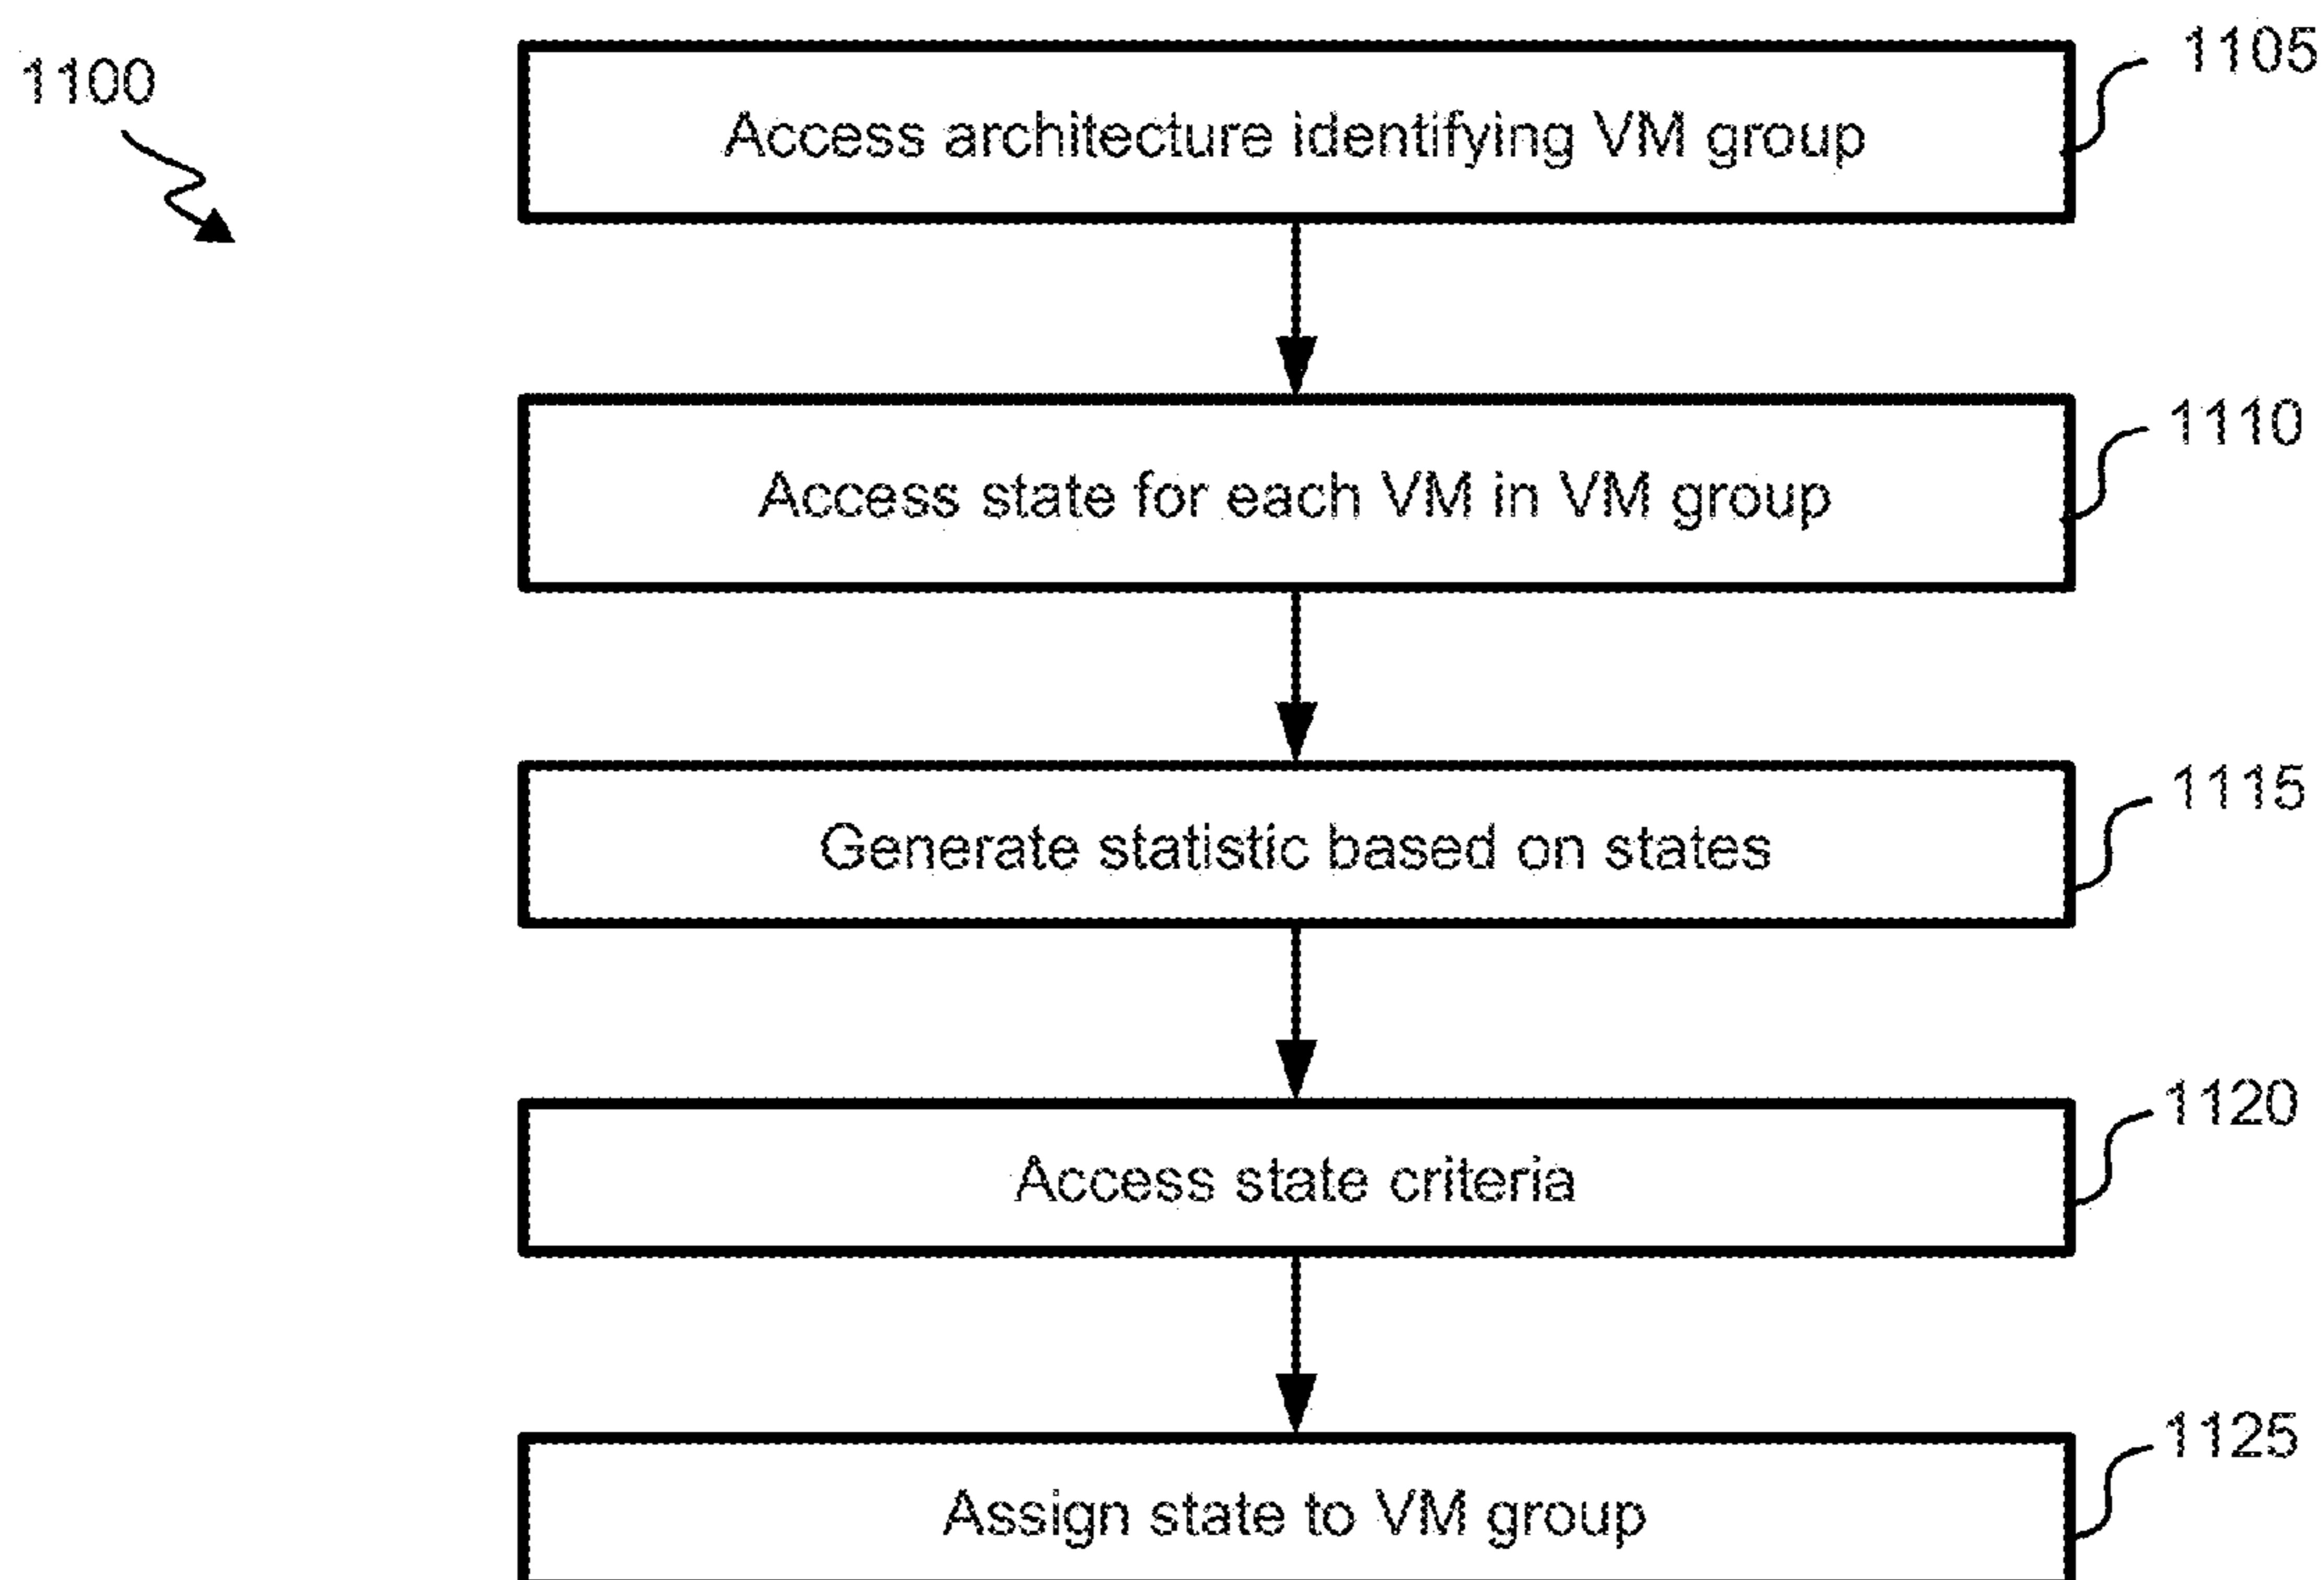 1100
Access architecture identifying VM group
1105
Access state for each VM in VM group
1110
Generate statistic based on states
1115
Access state criteria
1120
Assign state to VM group
1125